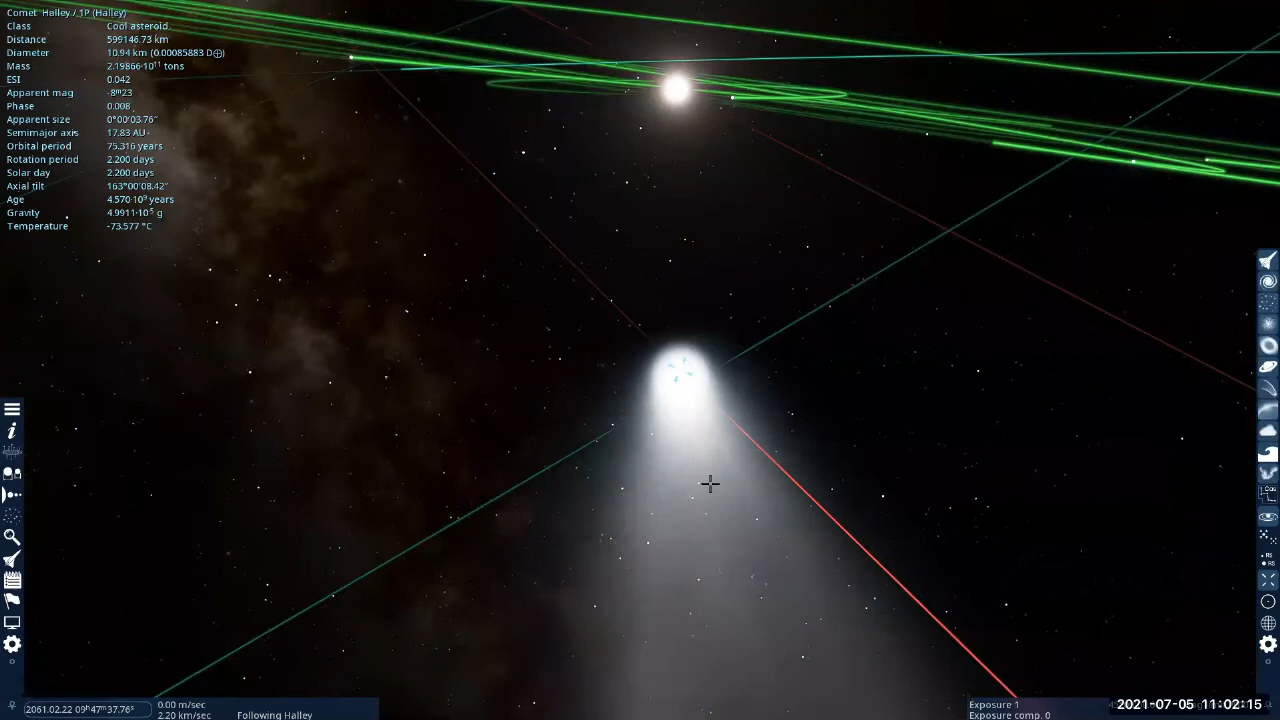 Comet Halley / 1P (Halley)
Class Cool asteroid
Distance 599146.73 km
Diameter 10.94 km (0.00085883 D⊕)
Mass 2.19866·10¹¹ tons
ESI 0.042
Apparent mag -8ᵐ23
Phase 0.008
Apparent size 0°00'03.76"
Semimajor axis 17.83 AU
Orbital period 75.316 years
Rotation period 2.200 days
Solar day 2.200 days
Axial tilt 163°00'08.42"
Age 4.570·10⁹ years
Gravity 4.9911·10⁻⁵ g
Temperature -73.577 °C
Gas
RS
RS
2061.02.22 09ʰ47ᵐ37.76ˢ
0.00 m/sec
2.20 km/sec
Following Halley
Exposure 1
Exposure comp. 0
2021-07-05 11:02:15